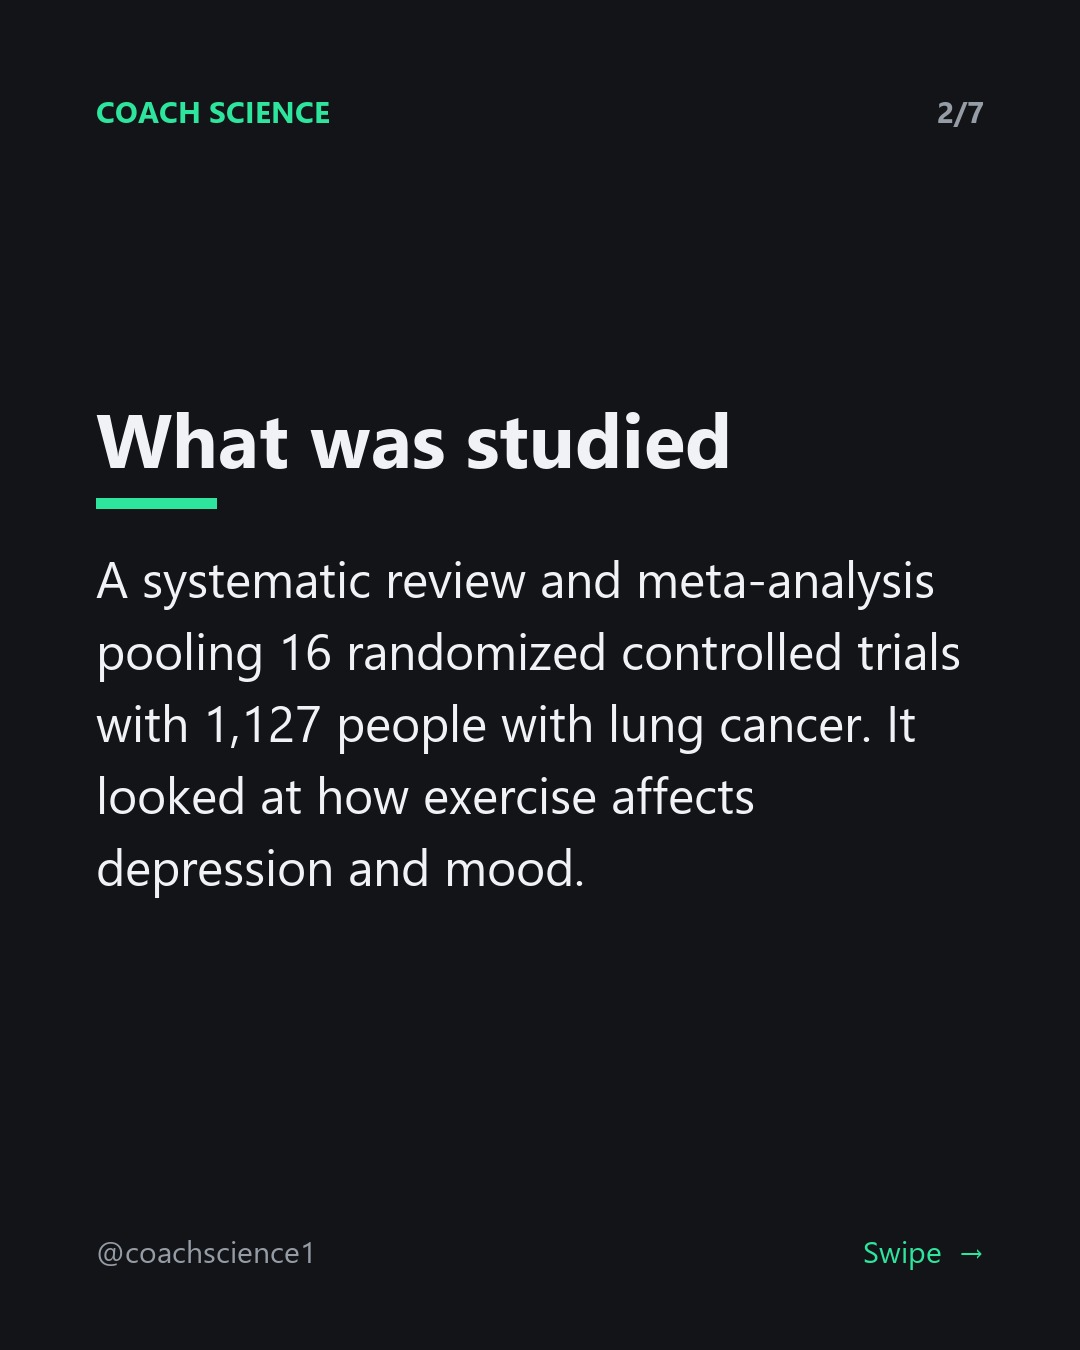 COACH SCIENCE
2/7
What was studied
A systematic review and meta-analysis
pooling 16 randomized controlled trials
with 1,127 people with lung cancer. It
looked at how exercise affects
depression and mood.
@coachscience1
Swipe →